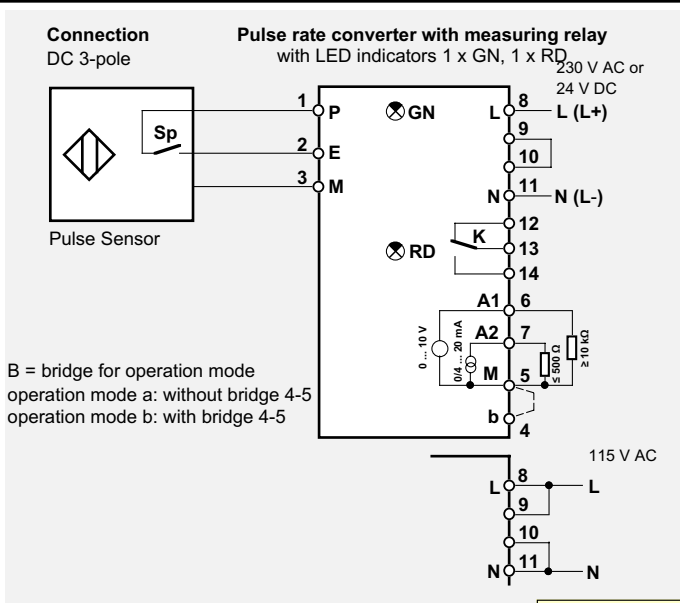 Connection
DC 3-pole
Pulse rate converter with measuring relay
with LED indicators 1 x GN, 1 x RD
230 V AC or
24 V DC
1 P
GN
L 8 L (L+)
Sp
9
2 E
10
3 M
N 11 N (L-)
Pulse Sensor
12
K 13
RD
14
A1 6
A2 7
0 ... 10 V
0/4 ... 20 mA
≤ 500 Ω
≥ 10 kΩ
M 5
b 4
B = bridge for operation mode
operation mode a: without bridge 4-5
operation mode b: with bridge 4-5
115 V AC
L 8 L
9
10
N 11 N